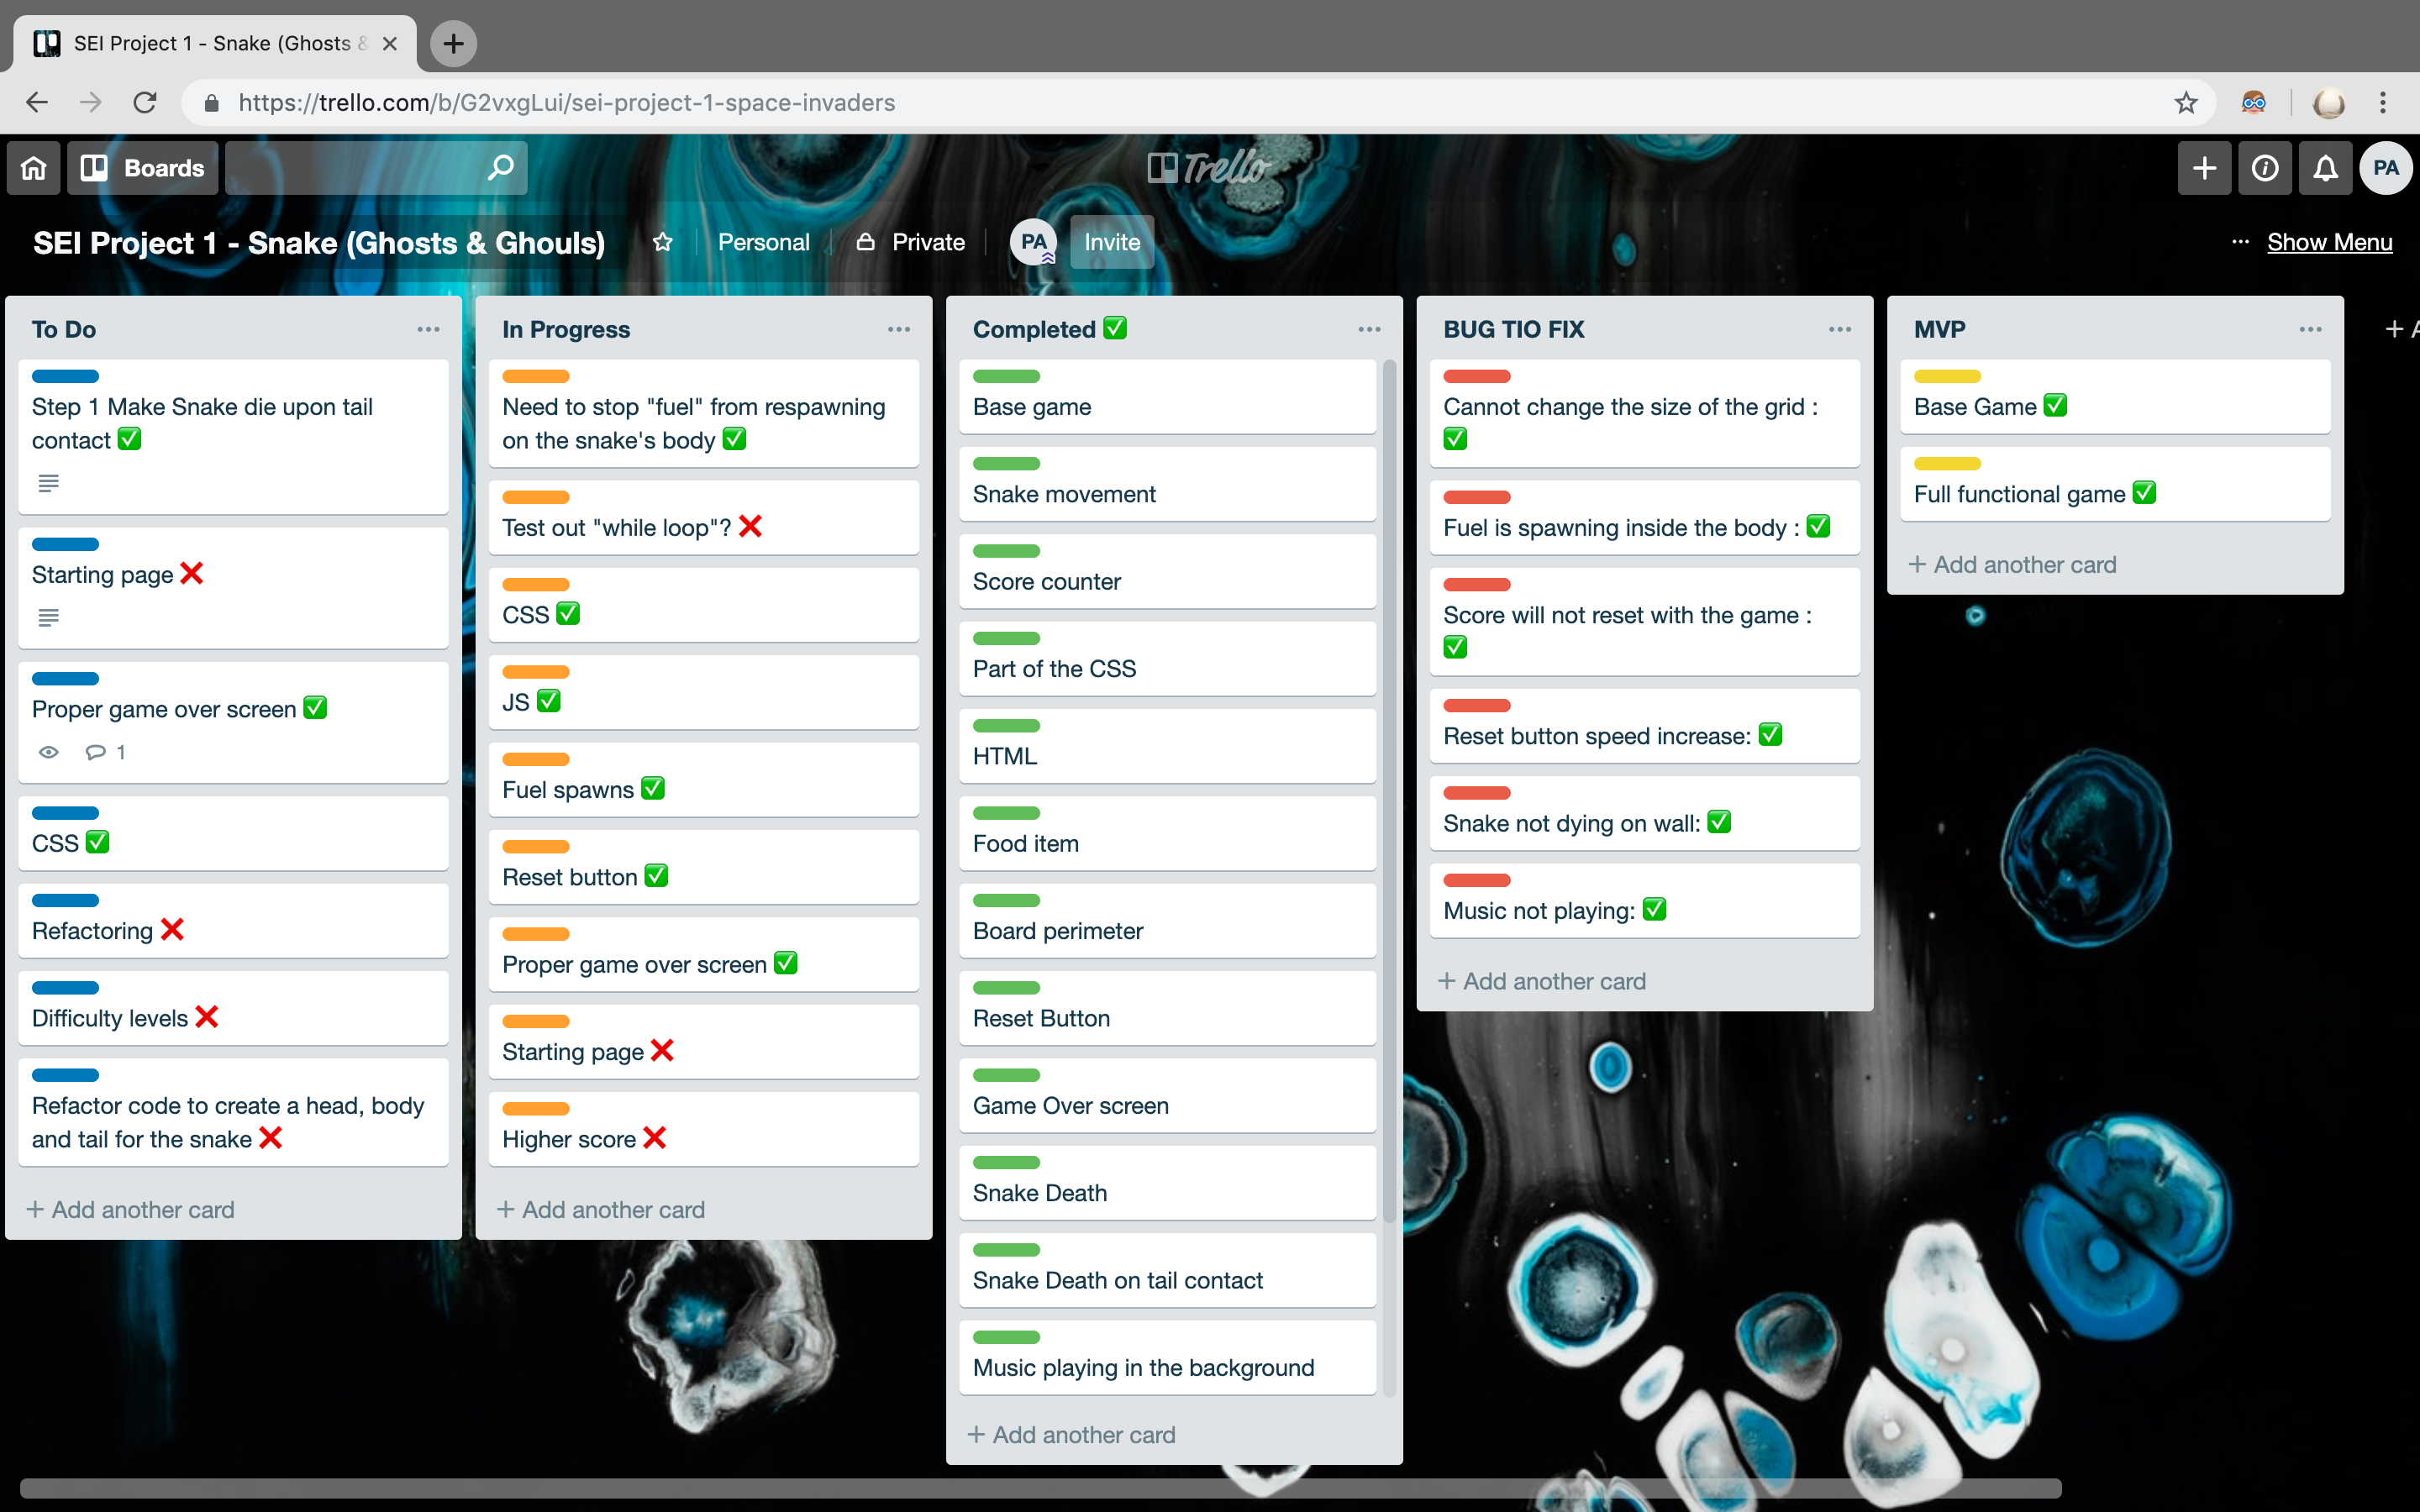 SEI Project 1 - Snake (Ghosts &
https://trello.com/b/G2vxgLui/sei-project-1-space-invaders
Boards
Trello
PA
SEI Project 1 - Snake (Ghosts & Ghouls)
Personal
Private
PA
Invite
... Show Menu
To Do
Step 1 Make Snake die upon tail
contact ✅
Starting page ❌
Proper game over screen ✅
1
CSS ✅
Refactoring ❌
Difficulty levels ❌
Refactor code to create a head, body
and tail for the snake ❌
+ Add another card
In Progress
Need to stop "fuel" from respawning
on the snake's body ✅
Test out "while loop"? ❌
CSS ✅
JS ✅
Fuel spawns ✅
Reset button ✅
Proper game over screen ✅
Starting page ❌
Higher score ❌
+ Add another card
Completed ✅
Base game
Snake movement
Score counter
Part of the CSS
HTML
Food item
Board perimeter
Reset Button
Game Over screen
Snake Death
Snake Death on tail contact
Music playing in the background
+ Add another card
BUG TIO FIX
Cannot change the size of the grid :
✅
Fuel is spawning inside the body : ✅
Score will not reset with the game :
✅
Reset button speed increase: ✅
Snake not dying on wall: ✅
Music not playing: ✅
+ Add another card
MVP
Base Game ✅
Full functional game ✅
+ Add another card
+